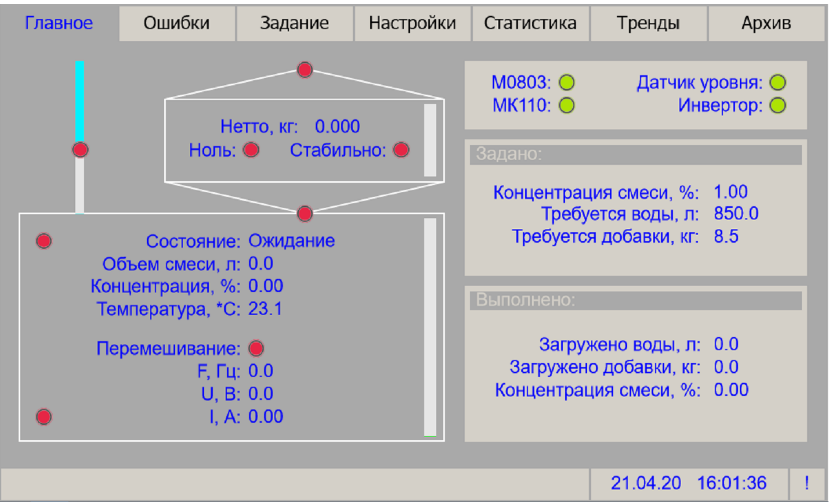 Главное Ошибки Задание Настройки Статистика Тренды Архив
Нетто, кг: 0.000
Ноль: Стабильно:
Состояние: Ожидание
Объем смеси, л: 0.0
Концентрация, %: 0.00
Температура, *С: 23.1
Перемешивание:
F, Гц: 0.0
U, В: 0.0
I, А: 0.00
М0803: Датчик уровня:
МК110: Инвертор:
Задано:
Концентрация смеси, %: 1.00
Требуется воды, л: 850.0
Требуется добавки, кг: 8.5
Выполнено:
Загружено воды, л: 0.0
Загружено добавки, кг: 0.0
Концентрация смеси, %: 0.00
21.04.20 16:01:36 !